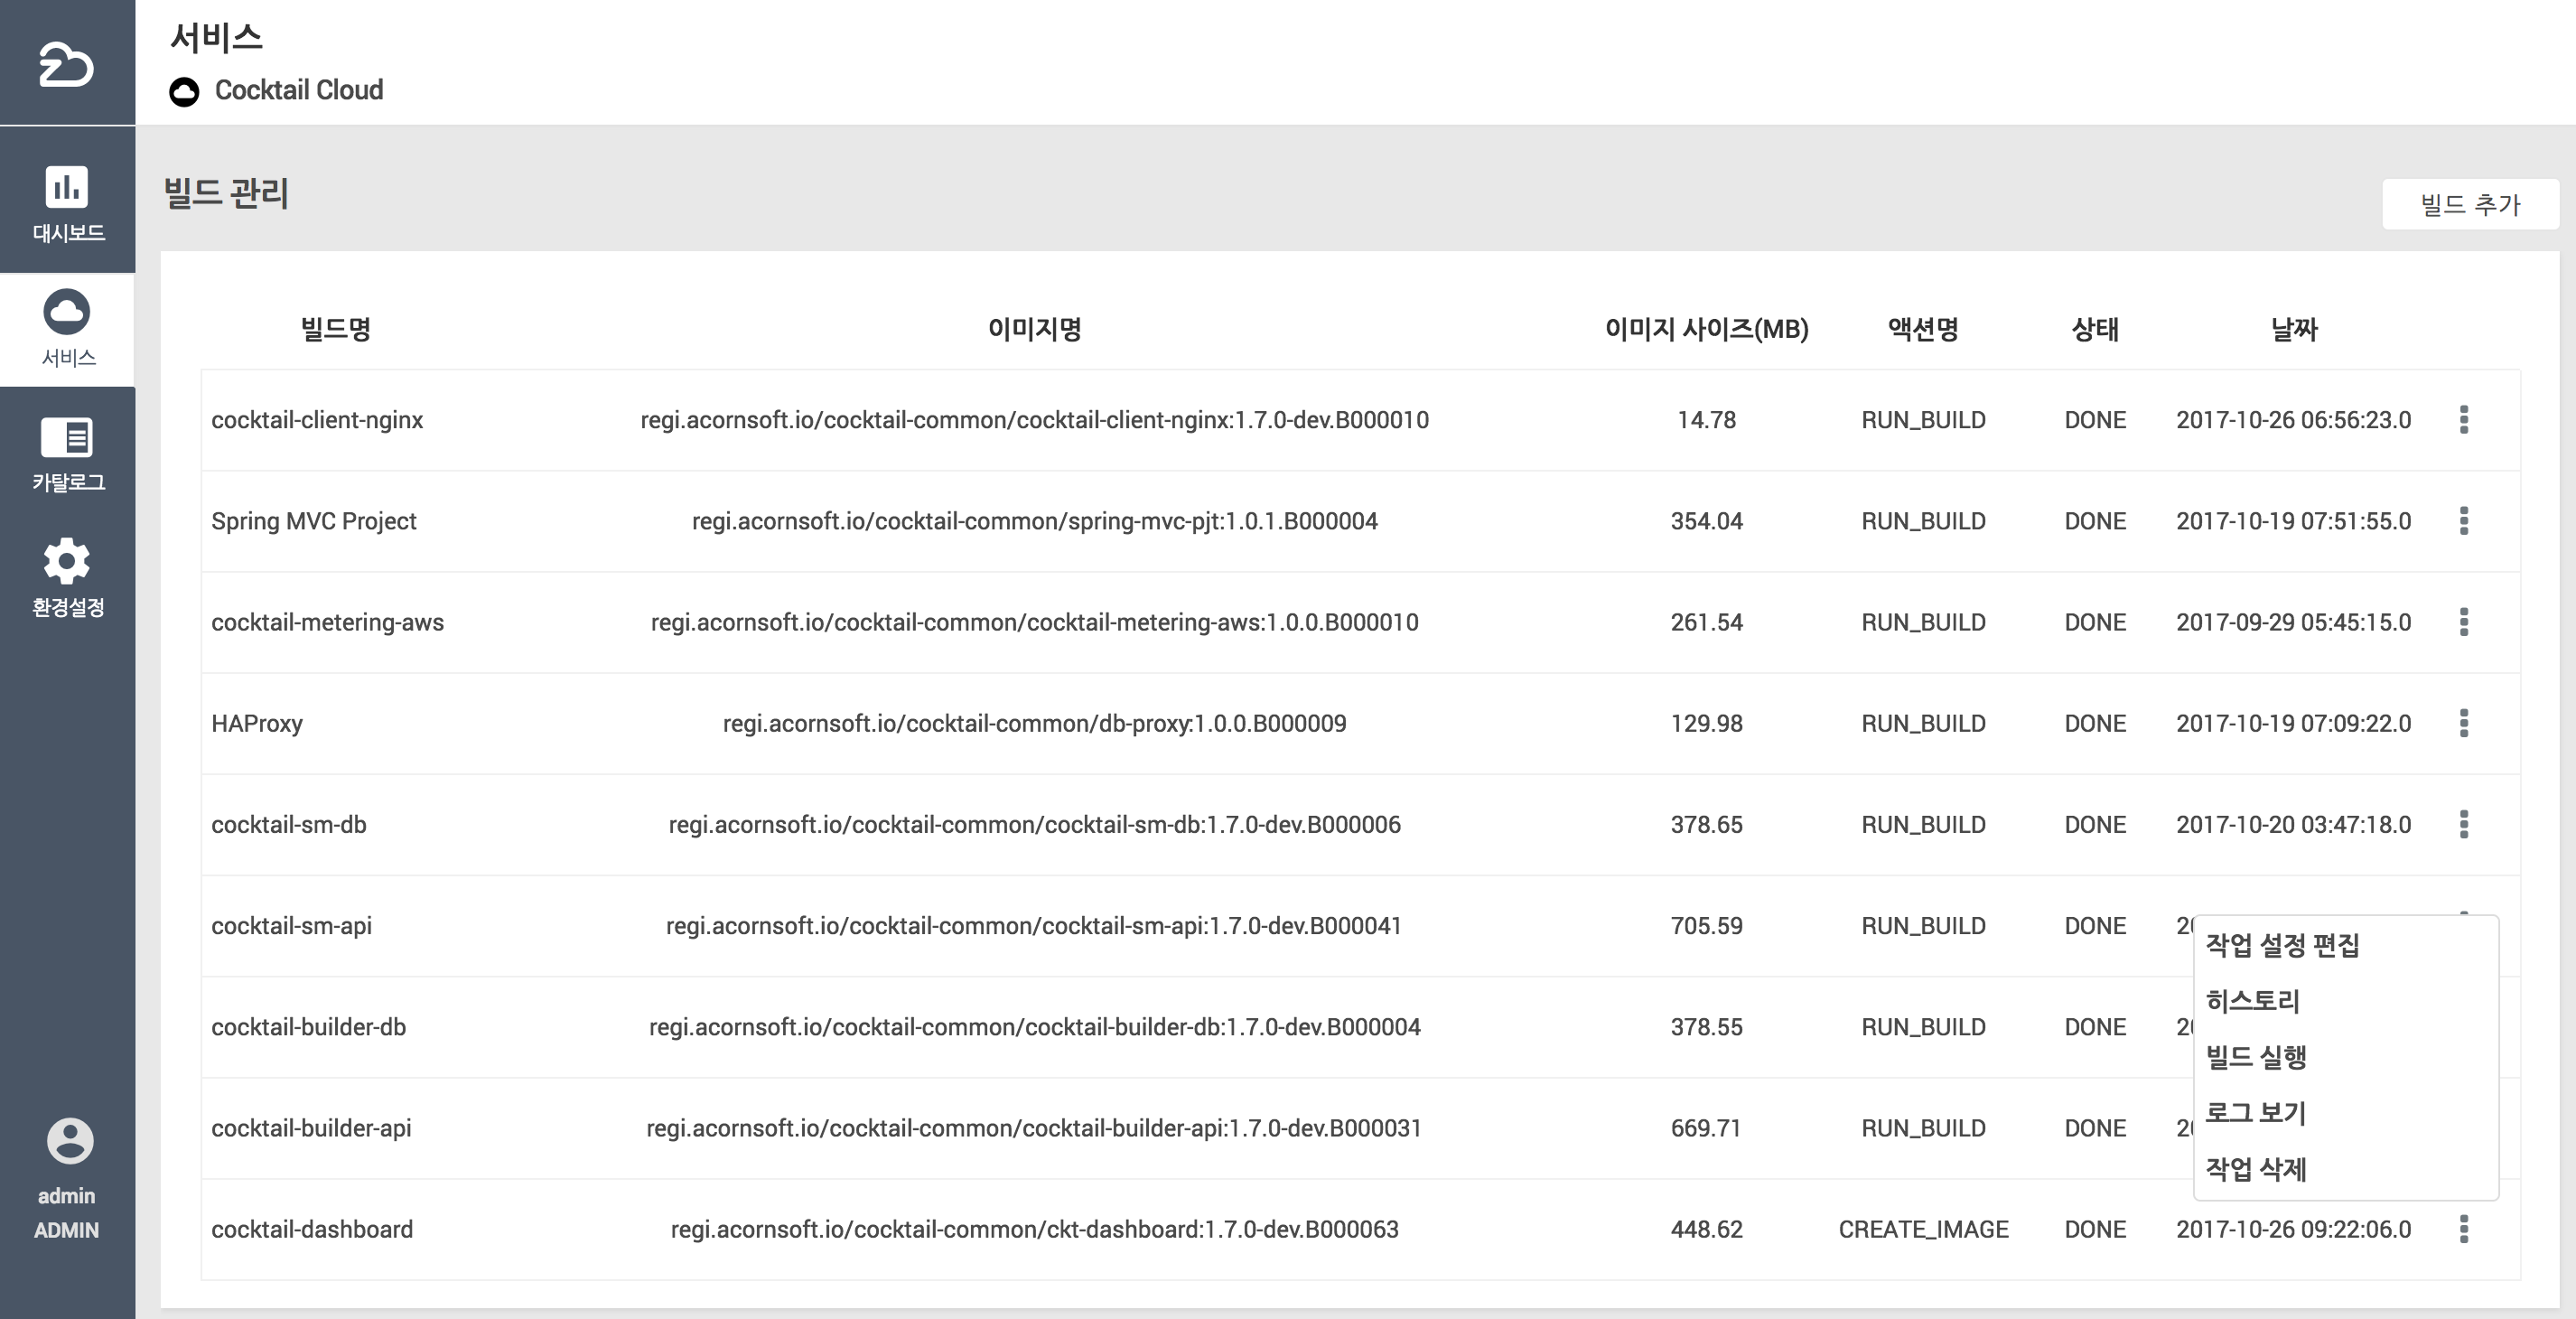 서비스
Cocktail Cloud
대시보드
서비스
카탈로그
환경설정
admin
ADMIN
빌드 관리
빌드 추가
빌드명 이미지명 이미지 사이즈(MB) 액션명 상태 날짜
cocktail-client-nginx regi.acornsoft.io/cocktail-common/cocktail-client-nginx:1.7.0-dev.B000010 14.78 RUN_BUILD DONE 2017-10-26 06:56:23.0
Spring MVC Project regi.acornsoft.io/cocktail-common/spring-mvc-pjt:1.0.1.B000004 354.04 RUN_BUILD DONE 2017-10-19 07:51:55.0
cocktail-metering-aws regi.acornsoft.io/cocktail-common/cocktail-metering-aws:1.0.0.B000010 261.54 RUN_BUILD DONE 2017-09-29 05:45:15.0
HAProxy regi.acornsoft.io/cocktail-common/db-proxy:1.0.0.B000009 129.98 RUN_BUILD DONE 2017-10-19 07:09:22.0
cocktail-sm-db regi.acornsoft.io/cocktail-common/cocktail-sm-db:1.7.0-dev.B000006 378.65 RUN_BUILD DONE 2017-10-20 03:47:18.0
cocktail-sm-api regi.acornsoft.io/cocktail-common/cocktail-sm-api:1.7.0-dev.B000041 705.59 RUN_BUILD DONE
cocktail-builder-db regi.acornsoft.io/cocktail-common/cocktail-builder-db:1.7.0-dev.B000004 378.55 RUN_BUILD DONE
cocktail-builder-api regi.acornsoft.io/cocktail-common/cocktail-builder-api:1.7.0-dev.B000031 669.71 RUN_BUILD DONE
cocktail-dashboard regi.acornsoft.io/cocktail-common/ckt-dashboard:1.7.0-dev.B000063 448.62 CREATE_IMAGE DONE 2017-10-26 09:22:06.0
작업 설정 편집
히스토리
빌드 실행
로그 보기
작업 삭제